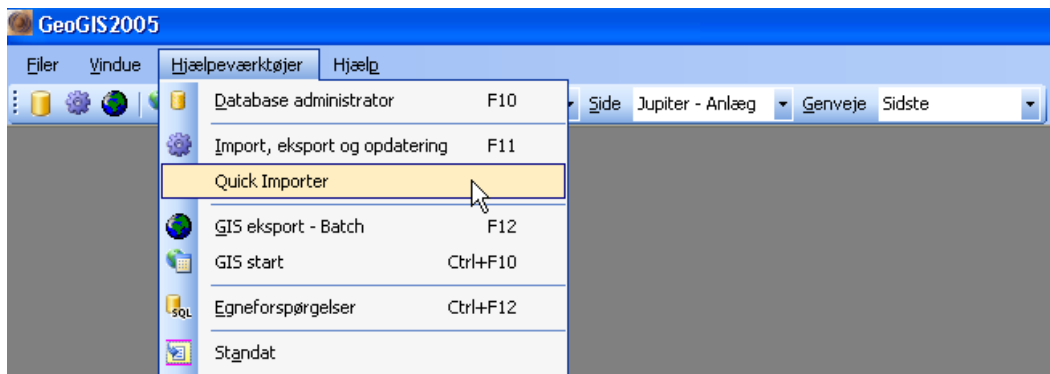 GeoGIS2005
Filer Vindue Hjælpeværktøjer Hjælp
Side Jupiter - Anlæg Genveje Sidste
Database administrator F10
Import, eksport og opdatering F11
Quick Importer
GIS eksport - Batch F12
GIS start Ctrl+F10
SQL Egneforspørgelser Ctrl+F12
Standat